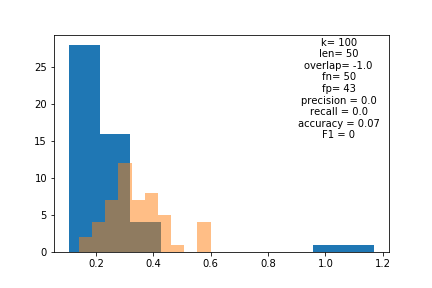 k= 100
len= 50
overlap= -1.0
fn= 50
fp= 43
precision = 0.0
recall = 0.0
accuracy = 0.07
F1 = 0
25
20
15
10
5
0
0.2 0.4 0.6 0.8 1.0 1.2